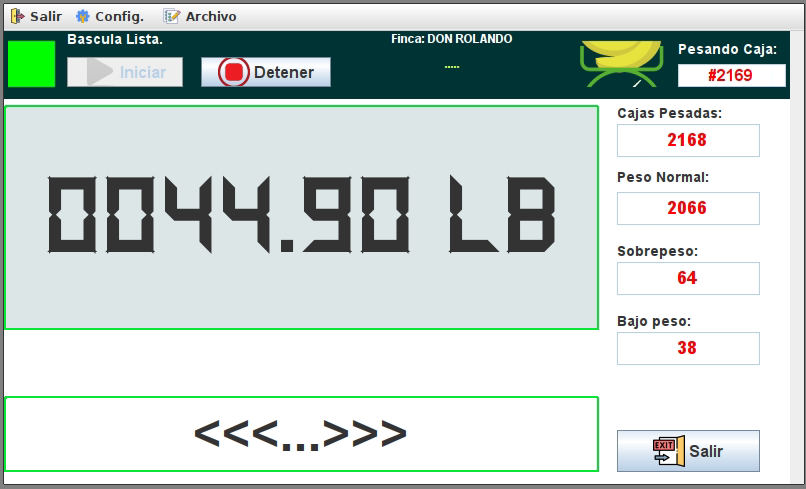 Salir Config. Archivo
Bascula Lista.
Iniciar Detener
Finca: DON ROLANDO
.....
Pesando Caja:
#2169
0044.90 LB
<<<...>>>
Cajas Pesadas:
2168
Peso Normal:
2066
Sobrepeso:
64
Bajo peso:
38
EXIT
Salir